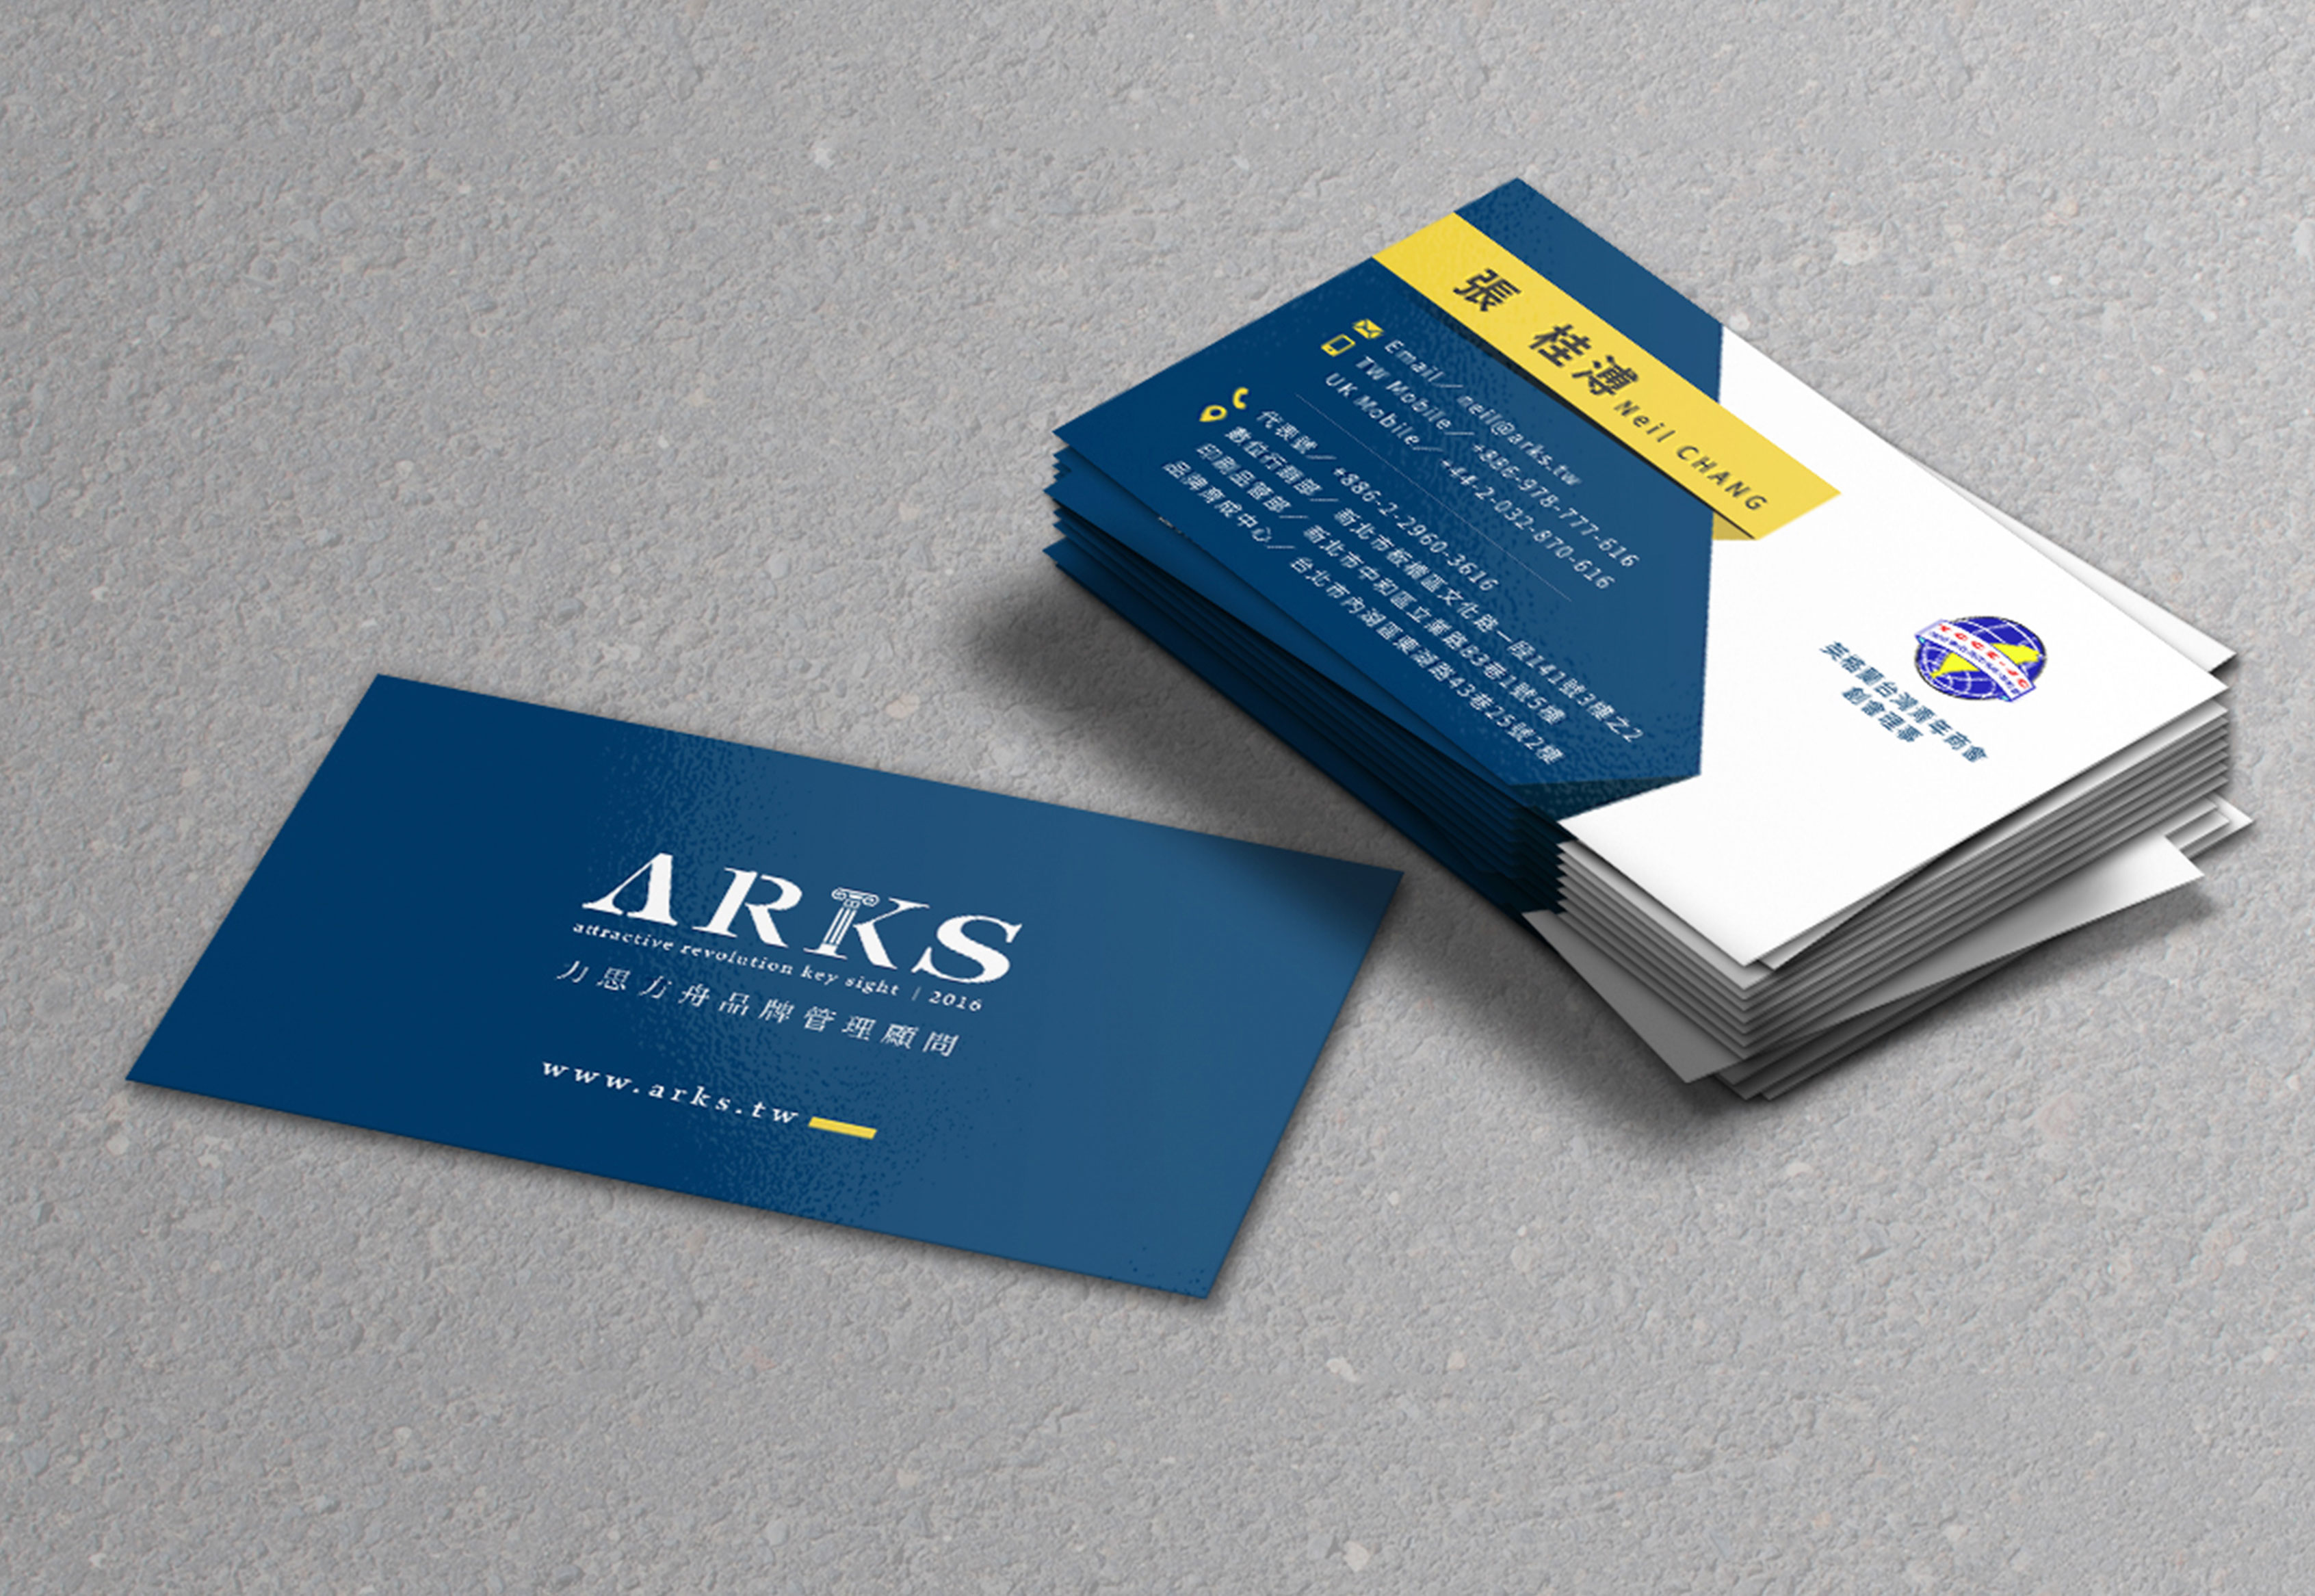 ARKS
attractive revolution key sight | 2016
力思方舟品牌管理顧問
www.arks.tw
張 桂溥 Neil CHANG
Email／neil@arks.tw
TW Mobile／+886-978-777-616
UK Mobile／+44-2-032-870-616
代表號／+886-2-2960-3616
數位行銷部／新北市板橋區文化路一段141號3樓之2
印刷品管部／新北市中和區立業路83巷1號5樓
品牌育成中心／台北市內湖區東湖路43巷25號2樓
英格蘭台灣青年商會
創會理事